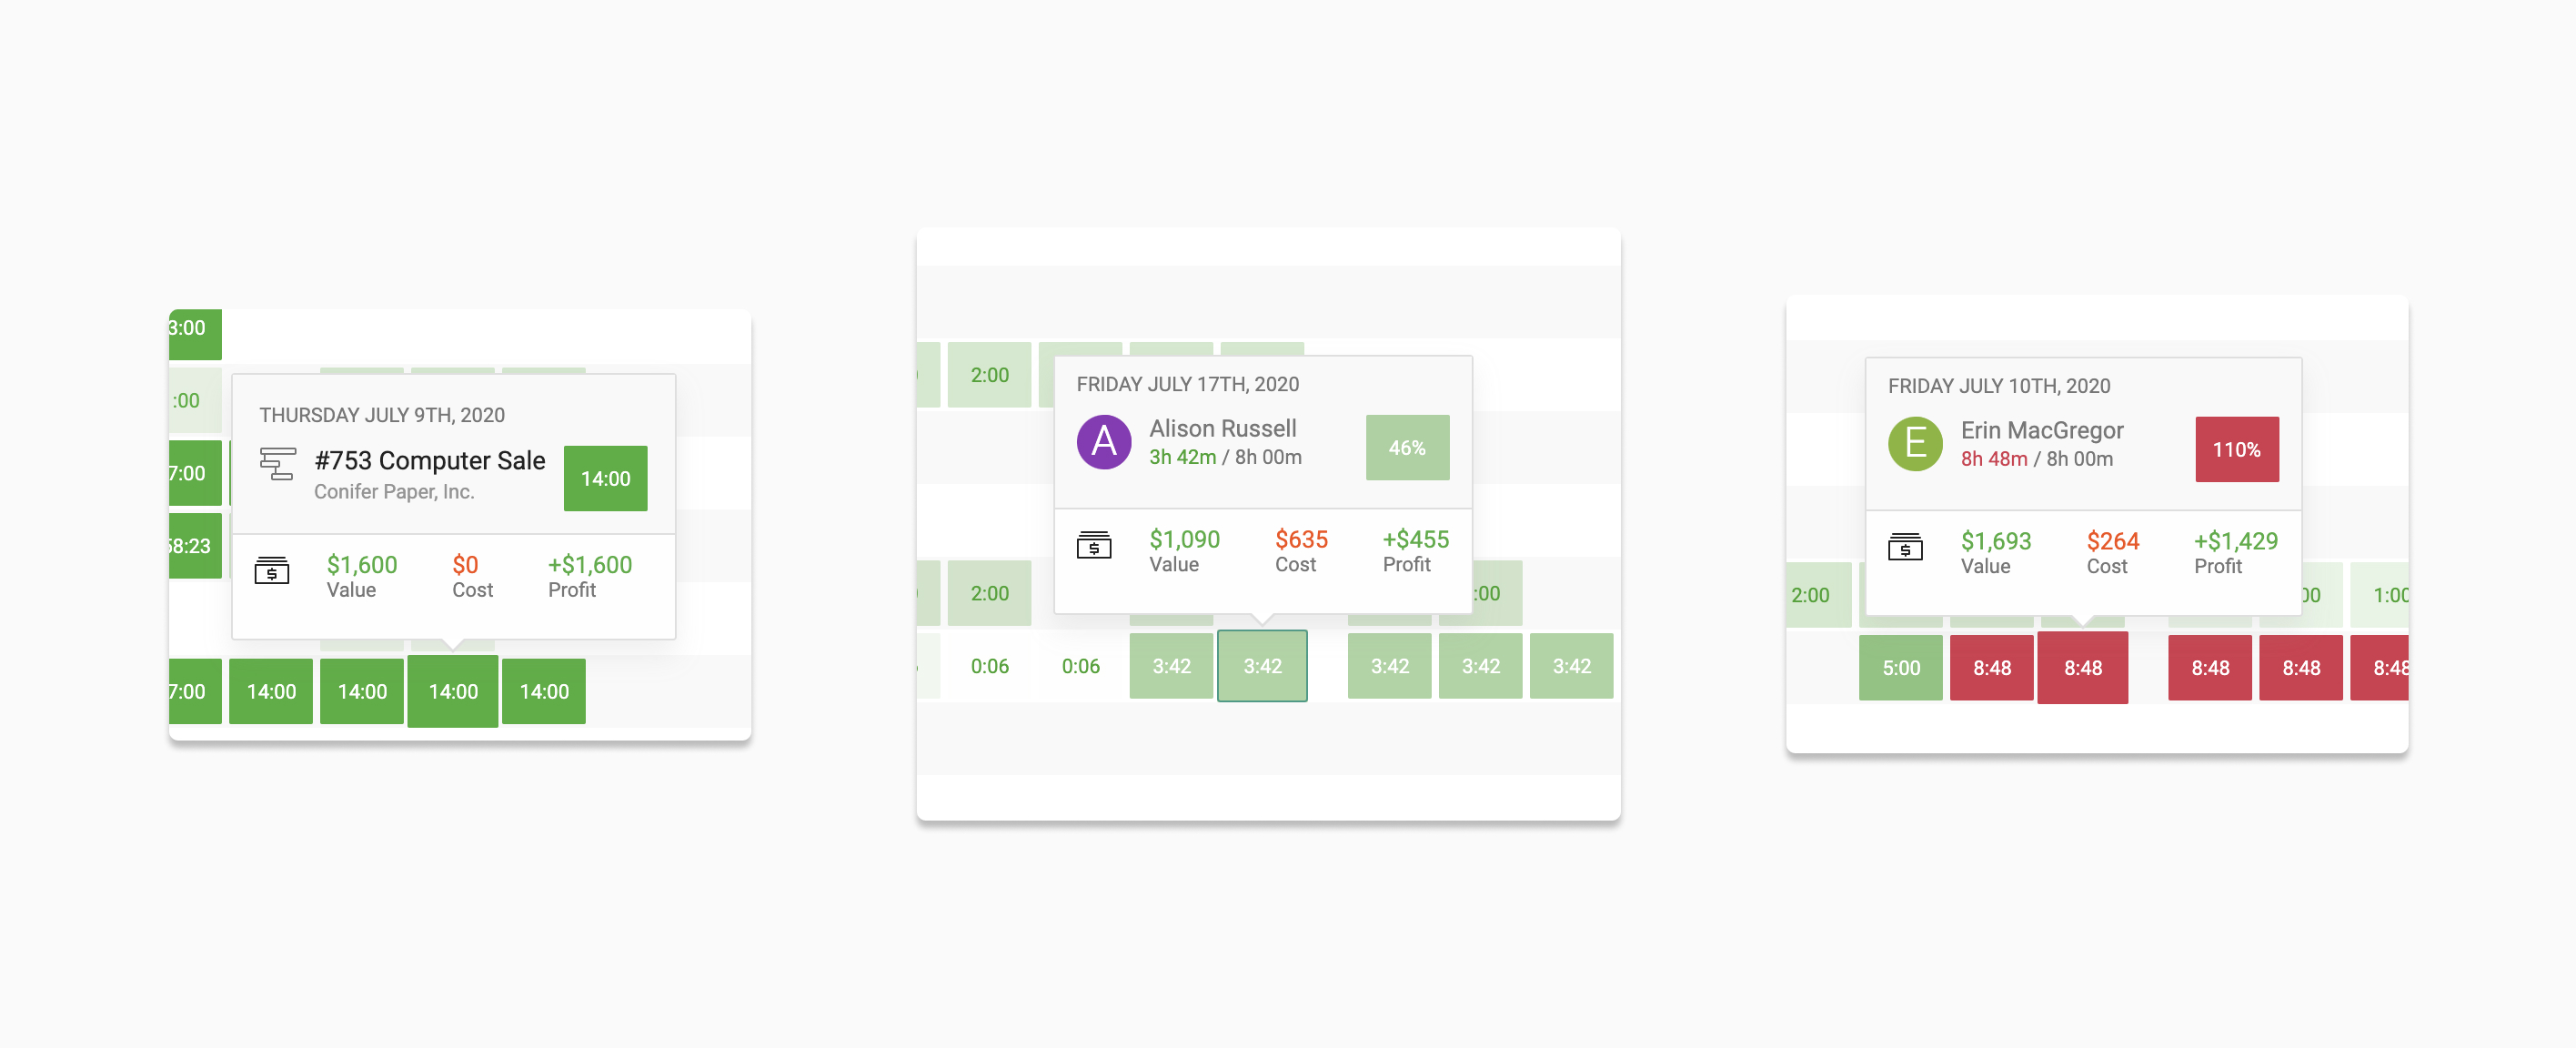 3:00
:00
7:00
58:23
THURSDAY JULY 9TH, 2020
#753 Computer Sale
Conifer Paper, Inc.
14:00
$1,600 $0 +$1,600
Value Cost Profit
7:00 14:00 14:00 14:00 14:00
2:00
FRIDAY JULY 17TH, 2020
A
Alison Russell
3h 42m / 8h 00m
46%
$1,090 $635 +$455
Value Cost Profit
2:00 :00
0:06 0:06 3:42 3:42 3:42 3:42 3:42
FRIDAY JULY 10TH, 2020
E
Erin MacGregor
8h 48m / 8h 00m
110%
$1,693 $264 +$1,429
Value Cost Profit
2:00 00 1:00
5:00 8:48 8:48 8:48 8:48 8:48